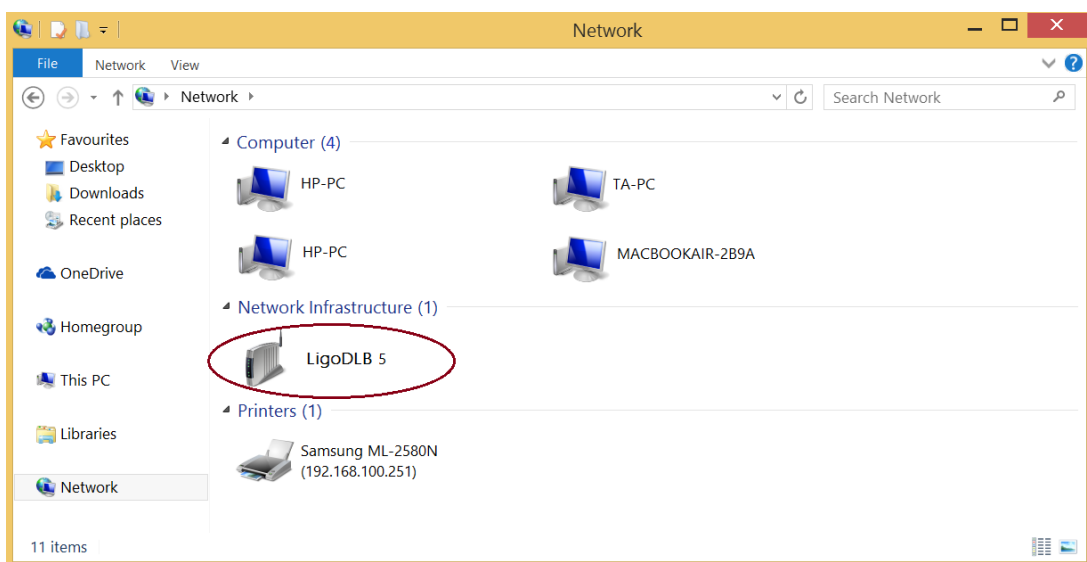 Network
File Network View
Network
Search Network
Favourites
Desktop
Downloads
Recent places
OneDrive
Homegroup
This PC
Libraries
Network
Computer (4)
HP-PC
TA-PC
HP-PC
MACBOOKAIR-2B9A
Network Infrastructure (1)
LigoDLB 5
Printers (1)
Samsung ML-2580N
(192.168.100.251)
11 items